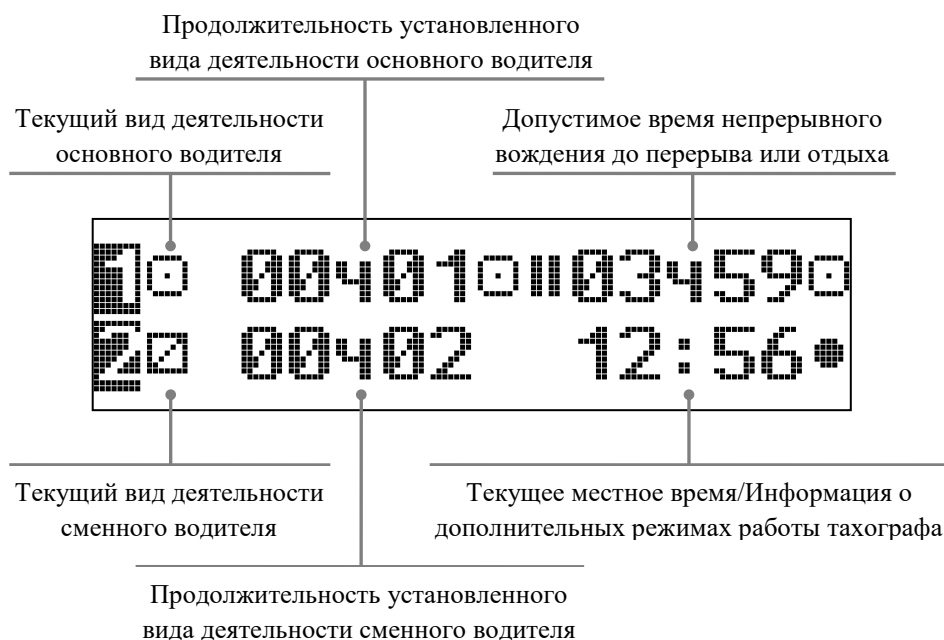 Продолжительность установленного
вида деятельности основного водителя
Текущий вид деятельности
основного водителя
Допустимое время непрерывного
вождения до перерыва или отдыха
1 00ч01 03ч59
2 00ч02 12:56
Текущий вид деятельности
сменного водителя
Текущее местное время/Информация о
дополнительных режимах работы тахографа
Продолжительность установленного
вида деятельности сменного водителя